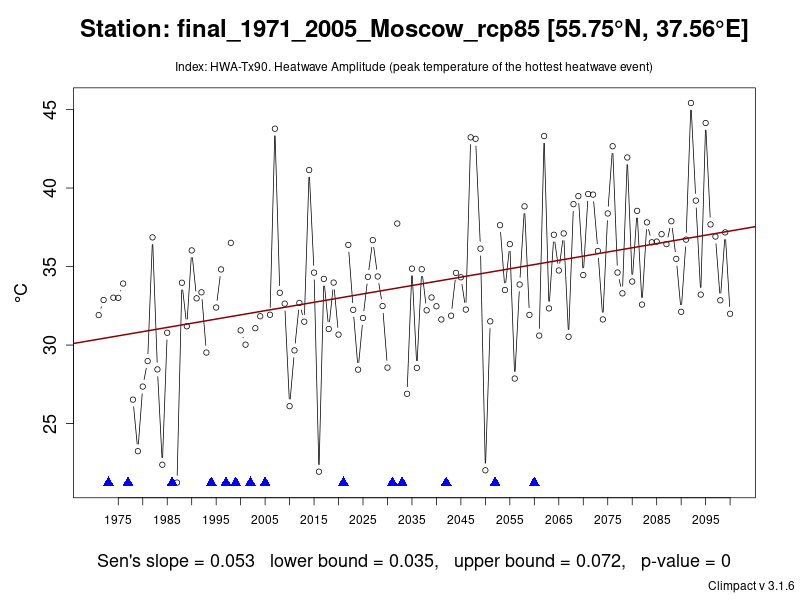 Station: final_1971_2005_Moscow_rcp85 [55.75°N, 37.56°E]
Index: HWA-Tx90. Heatwave Amplitude (peak temperature of the hottest heatwave event)
45
40
35
30
25
°C
1975 1985 1995 2005 2015 2025 2035 2045 2055 2065 2075 2085 2095
Sen's slope = 0.053 lower bound = 0.035, upper bound = 0.072, p-value = 0
Climpact v 3.1.6